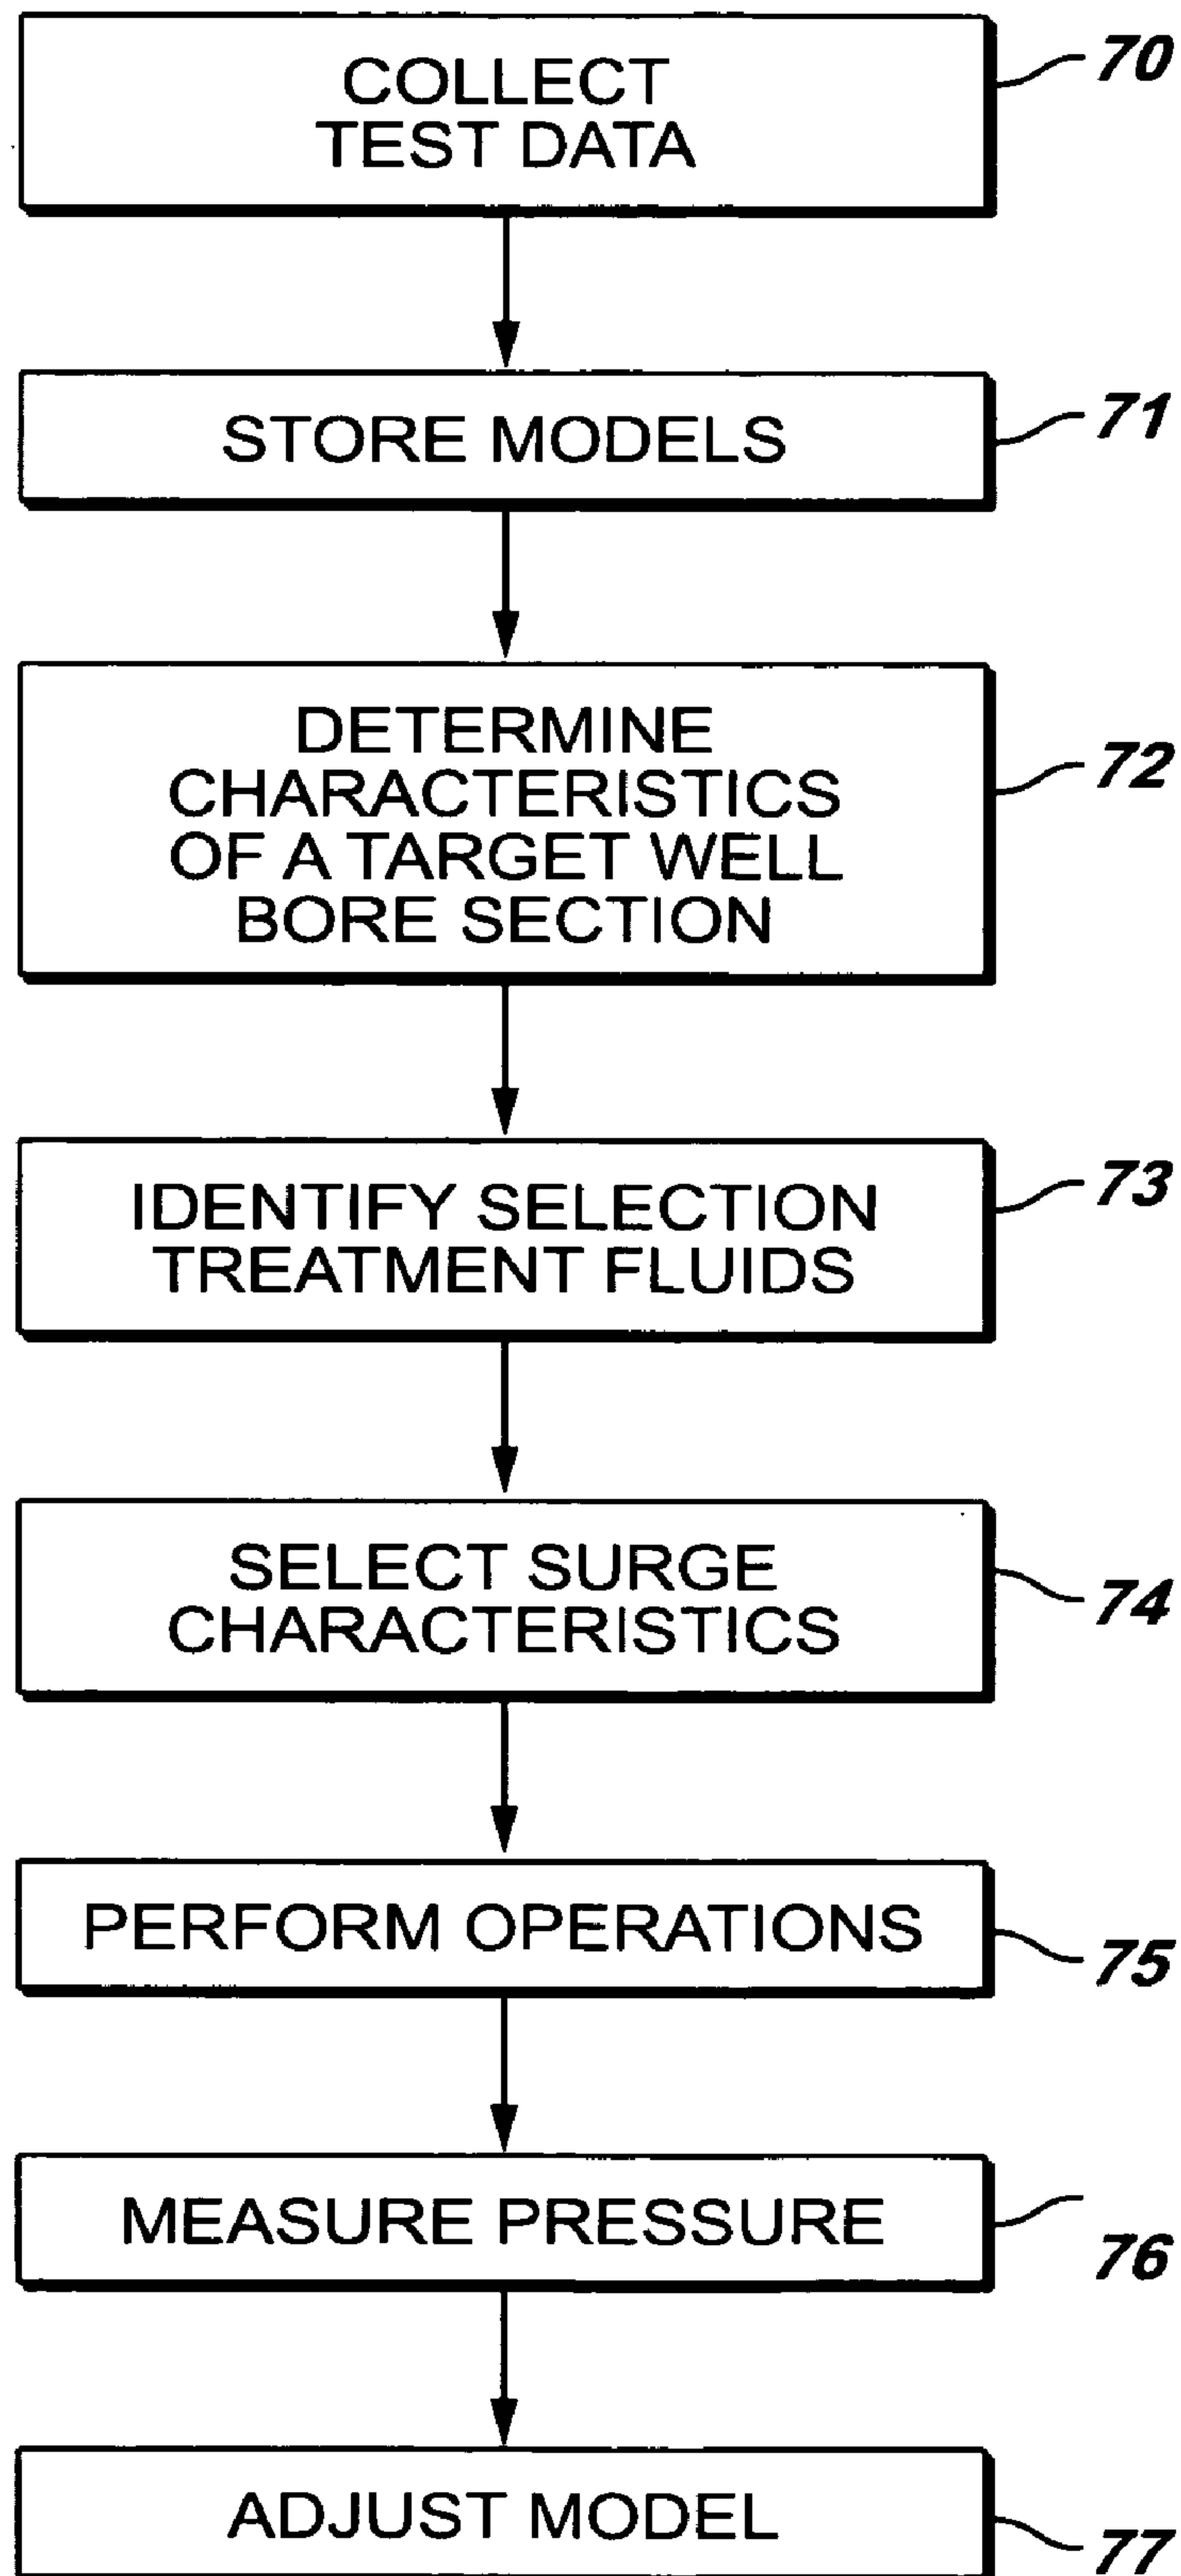 COLLECT
TEST DATA
70
STORE MODELS
71
DETERMINE
CHARACTERISTICS
OF A TARGET WELL
BORE SECTION
72
IDENTIFY SELECTION
TREATMENT FLUIDS
73
SELECT SURGE
CHARACTERISTICS
74
PERFORM OPERATIONS
75
MEASURE PRESSURE
76
ADJUST MODEL
77